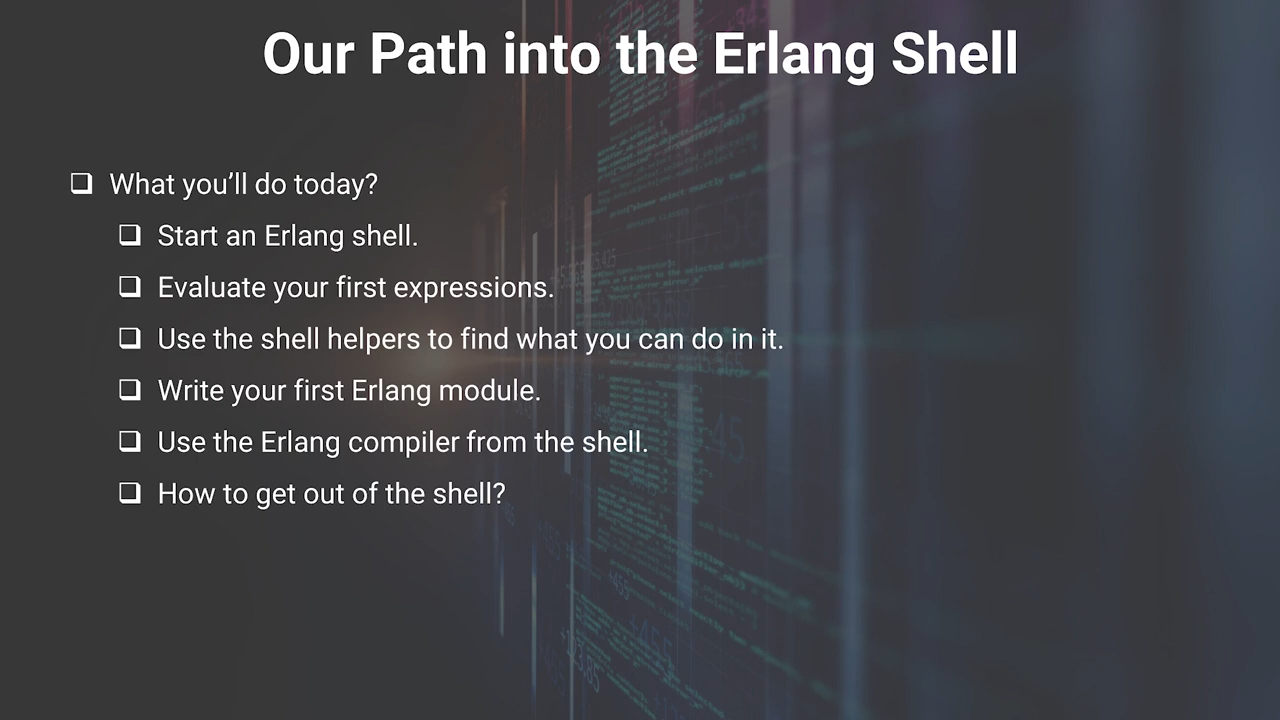 Our Path into the Erlang Shell
❑ What you’ll do today?
❑ Start an Erlang shell.
❑ Evaluate your first expressions.
❑ Use the shell helpers to find what you can do in it.
❑ Write your first Erlang module.
❑ Use the Erlang compiler from the shell.
❑ How to get out of the shell?